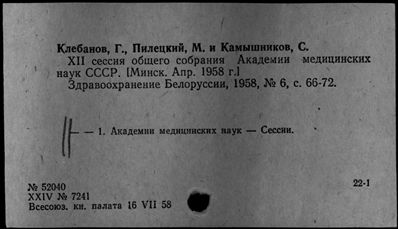 Клебанов, Г., Пилецкий, М. и Камышников, С.
XII сессия общего собрания Академии медицинских
наук СССР. [Минск. Апр. 1958 г.]
Здравоохранение Белоруссии, 1958, № 6, с. 66-72.
— 1. Академии медицинских наук — Сессии.
№ 52040
XXIV № 7241
Всесоюз. кн. палата 16 VII 58
22-1